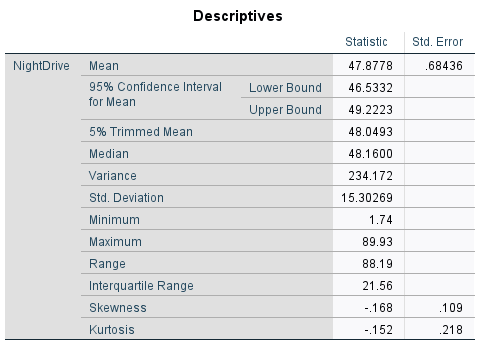 Descriptives
Statistic Std. Error
NightDrive Mean 47.8778 .68436
95% Confidence Interval for Mean Lower Bound 46.5332
Upper Bound 49.2223
5% Trimmed Mean 48.0493
Median 48.1600
Variance 234.172
Std. Deviation 15.30269
Minimum 1.74
Maximum 89.93
Range 88.19
Interquartile Range 21.56
Skewness -.168 .109
Kurtosis -.152 .218